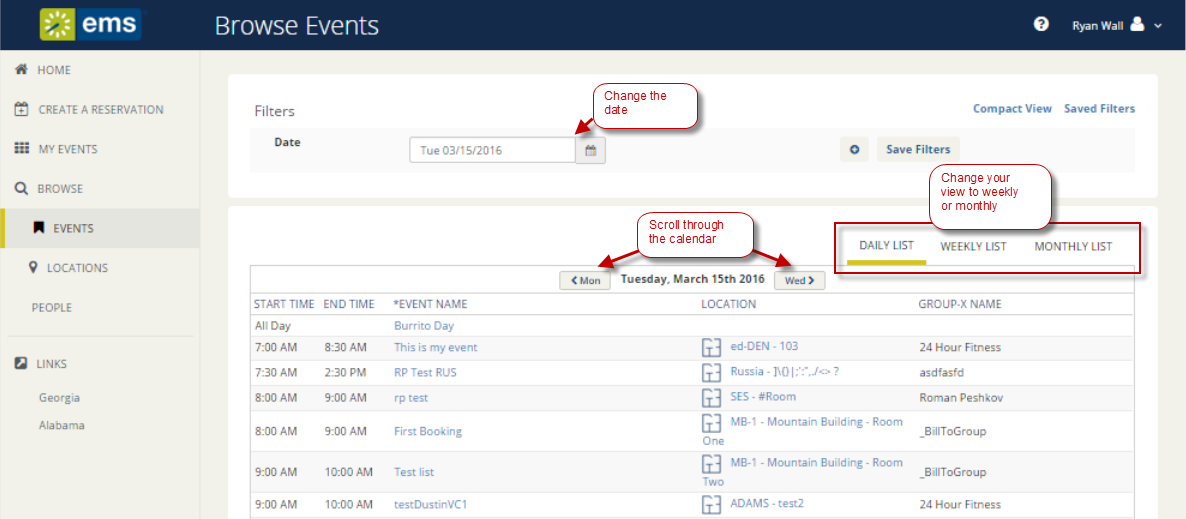 ems
Browse Events
?
Ryan Wall
HOME
CREATE A RESERVATION
MY EVENTS
BROWSE
EVENTS
LOCATIONS
PEOPLE
LINKS
Georgia
Alabama
Filters
Change the
date
Compact View Saved Filters
Date
Tue 03/15/2016
Save Filters
Change your
view to weekly
or monthly
Scroll through
the calendar
DAILY LIST WEEKLY LIST MONTHLY LIST
Mon Tuesday, March 15th 2016 Wed
START TIME END TIME *EVENT NAME LOCATION GROUP-X NAME
All Day Burrito Day
7:00 AM 8:30 AM This is my event ed-DEN - 103 24 Hour Fitness
7:30 AM 2:30 PM RP Test RUS Russia - ]\{}|;':",./<> ? asdfasfd
8:00 AM 9:00 AM rp test SES - #Room Roman Peshkov
8:00 AM 9:00 AM First Booking MB-1 - Mountain Building - Room
One _BillToGroup
9:00 AM 10:00 AM Test list MB-1 - Mountain Building - Room
Two _BillToGroup
9:00 AM 10:00 AM testDustinVC1 ADAMS - test2 24 Hour Fitness